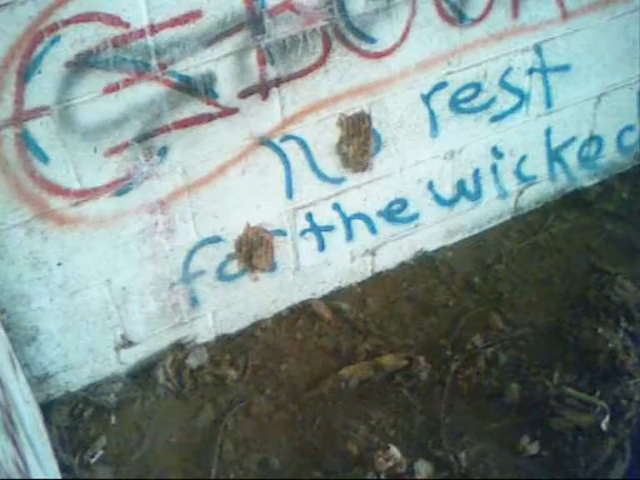 no rest
for the wicked